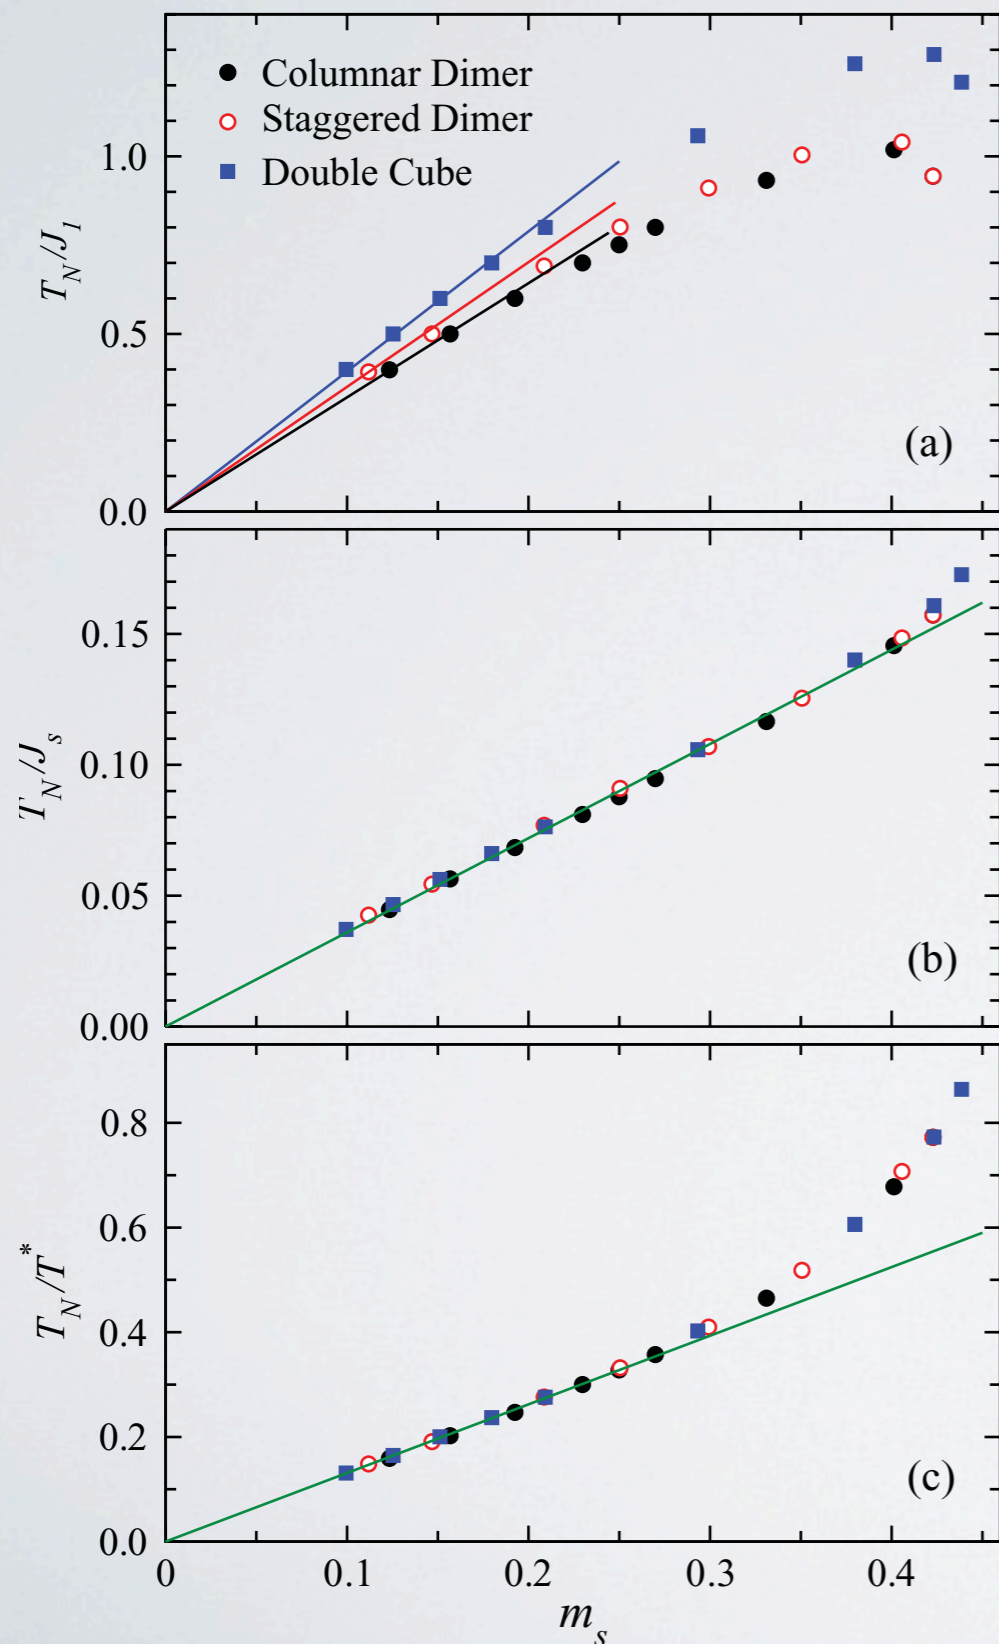 Columnar Dimer
Staggered Dimer
Double Cube
T_N/J_1
1.0
0.5
0.0
(a)
T_N/J_s
0.15
0.10
0.05
0.00
(b)
T_N/T*
0.8
0.6
0.4
0.2
0.0
(c)
0 0.1 0.2 0.3 0.4
m_s